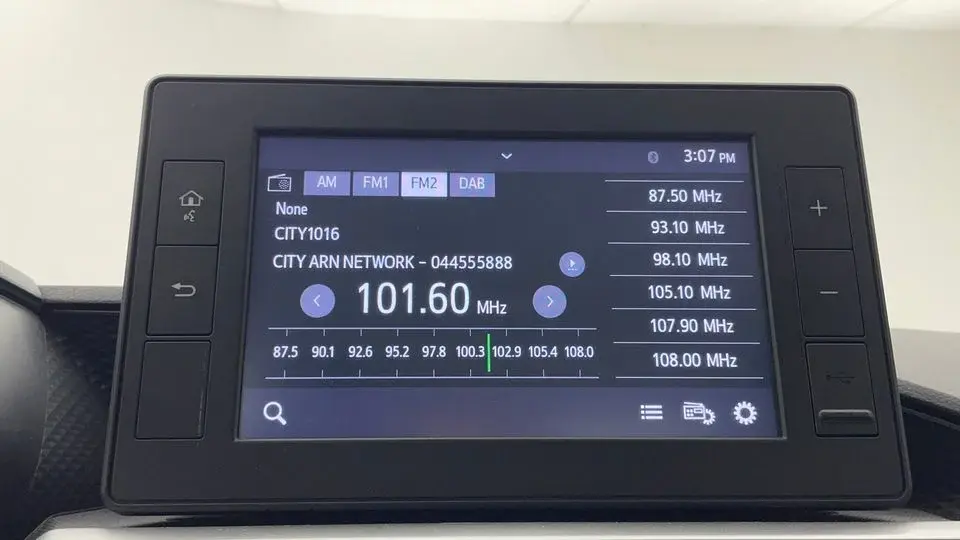 3:07 PM
AM FM1 FM2 DAB
None
CITY1016
CITY ARN NETWORK - 044555888
101.60 MHz
87.5 90.1 92.6 95.2 97.8 100.3 102.9 105.4 108.0
87.50 MHz
93.10 MHz
98.10 MHz
105.10 MHz
107.90 MHz
108.00 MHz
+
−